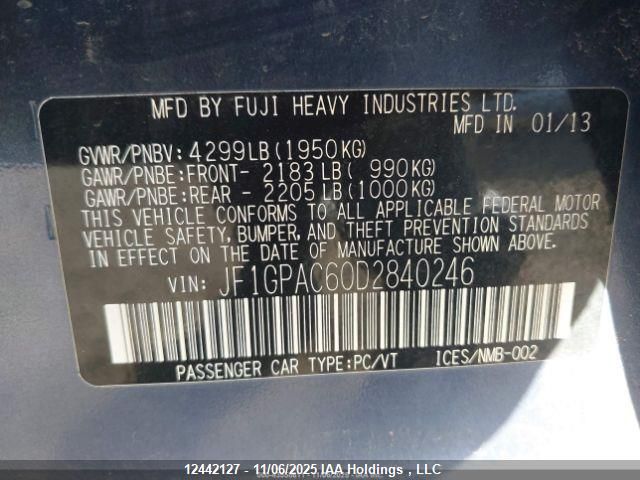 MFD BY FUJI HEAVY INDUSTRIES LTD.
MFD IN 01/13
GVWR/PNBV: 4299LB (1950KG)
GAWR/PNBE: FRONT- 2183LB ( 990KG)
GAWR/PNBE: REAR - 2205LB (1000KG)
THIS VEHICLE CONFORMS TO ALL APPLICABLE FEDERAL MOTOR
VEHICLE SAFETY, BUMPER, AND THEFT PREVENTION STANDARDS
IN EFFECT ON THE DATE OF MANUFACTURE SHOWN ABOVE.
VIN: JF1GPAC60D2840246
PASSENGER CAR TYPE:PC/VT ICES/NMB-002
12442127 - 11/06/2025 IAA Holdings , LLC